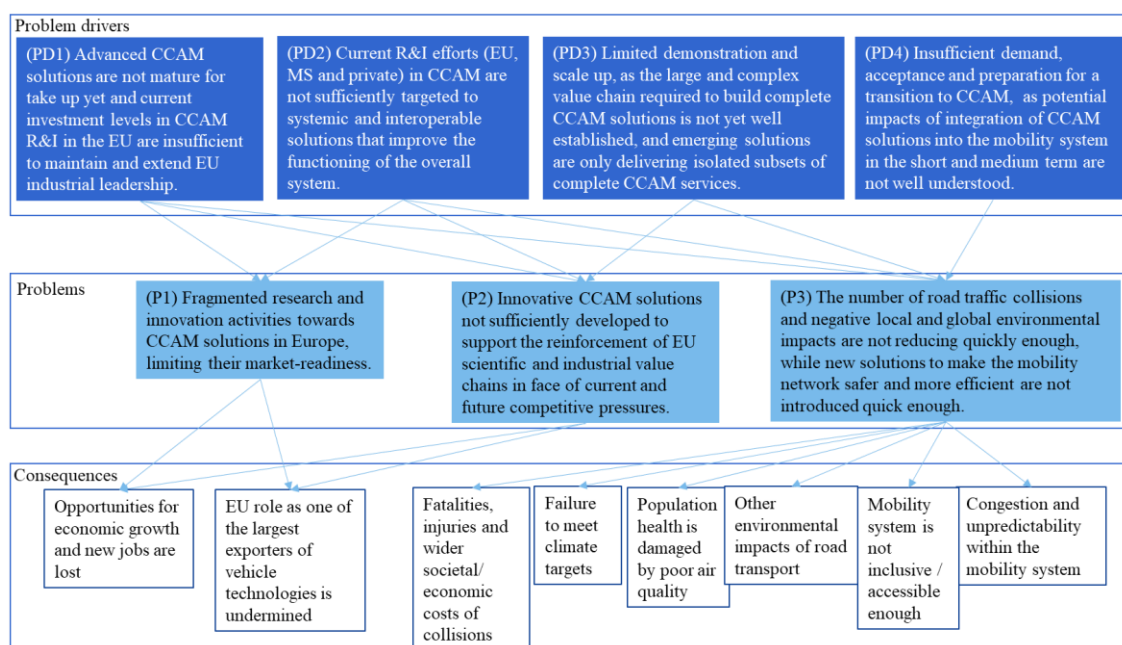 Problem drivers
(PD1) Advanced CCAM
solutions are not mature for
take up yet and current
investment levels in CCAM
R&I in the EU are insufficient
to maintain and extend EU
industrial leadership.
(PD2) Current R&I efforts (EU,
MS and private) in CCAM are
not sufficiently targeted to
systemic and interoperable
solutions that improve the
functioning of the overall
system.
(PD3) Limited demonstration and
scale up, as the large and complex
value chain required to build complete
CCAM solutions is not yet well
established, and emerging solutions
are only delivering isolated subsets of
complete CCAM services.
(PD4) Insufficient demand,
acceptance and preparation for a
transition to CCAM, as potential
impacts of integration of CCAM
solutions into the mobility system
in the short and medium term are
not well understood.
Problems
(P1) Fragmented research and
innovation activities towards
CCAM solutions in Europe,
limiting their market-readiness.
(P2) Innovative CCAM solutions
not sufficiently developed to
support the reinforcement of EU
scientific and industrial value
chains in face of current and
future competitive pressures.
(P3) The number of road traffic collisions
and negative local and global environmental
impacts are not reducing quickly enough,
while new solutions to make the mobility
network safer and more efficient are not
introduced quick enough.
Consequences
Opportunities for
economic growth
and new jobs are
lost
EU role as one of
the largest
exporters of
vehicle
technologies is
undermined
Fatalities,
injuries and
wider
societal/
economic
costs of
collisions
Failure to
meet
climate
targets
Population
health is
damaged
by poor air
quality
Other
environmental
impacts of road
transport
Mobility
system is
not
inclusive /
accessible
enough
Congestion and
unpredictability
within the
mobility system